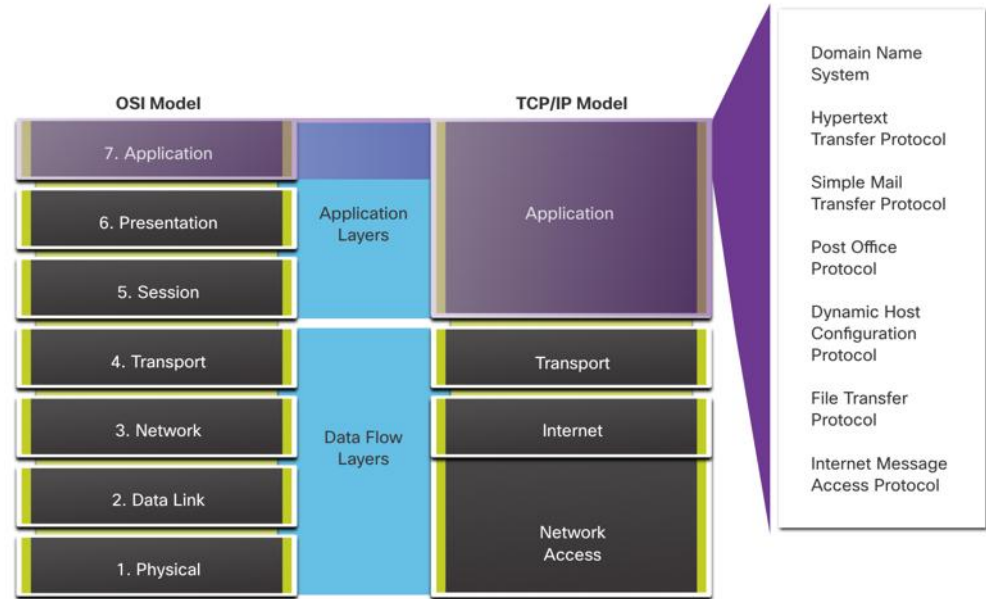 OSI Model
7. Application
6. Presentation
5. Session
4. Transport
3. Network
2. Data Link
1. Physical
Application
Layers
Data Flow
Layers
TCP/IP Model
Application
Transport
Internet
Network
Access
Domain Name
System
Hypertext
Transfer Protocol
Simple Mail
Transfer Protocol
Post Office
Protocol
Dynamic Host
Configuration
Protocol
File Transfer
Protocol
Internet Message
Access Protocol